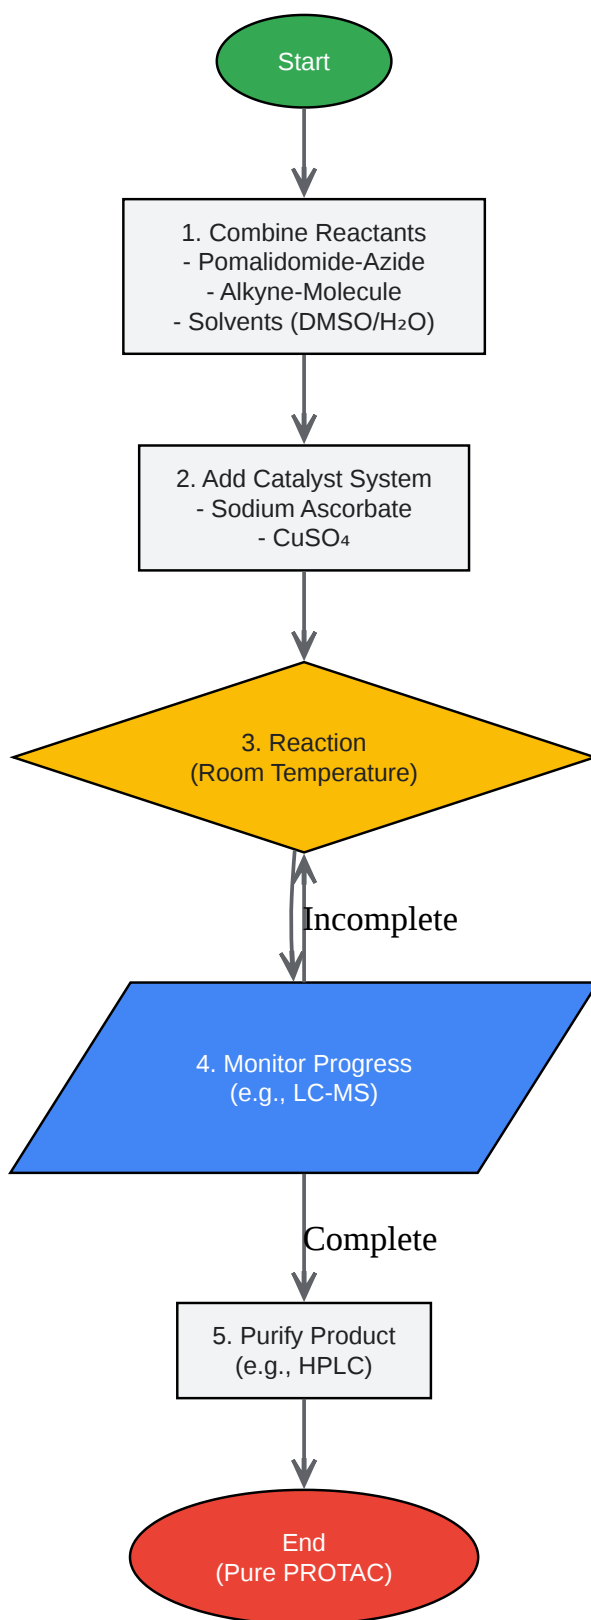 Start
1. Combine Reactants
- Pomalidomide-Azide
- Alkyne-Molecule
- Solvents (DMSO/H₂O)
2. Add Catalyst System
- Sodium Ascorbate
- CuSO₄
3. Reaction
(Room Temperature)
Incomplete
4. Monitor Progress
(e.g., LC-MS)
Complete
5. Purify Product
(e.g., HPLC)
End
(Pure PROTAC)